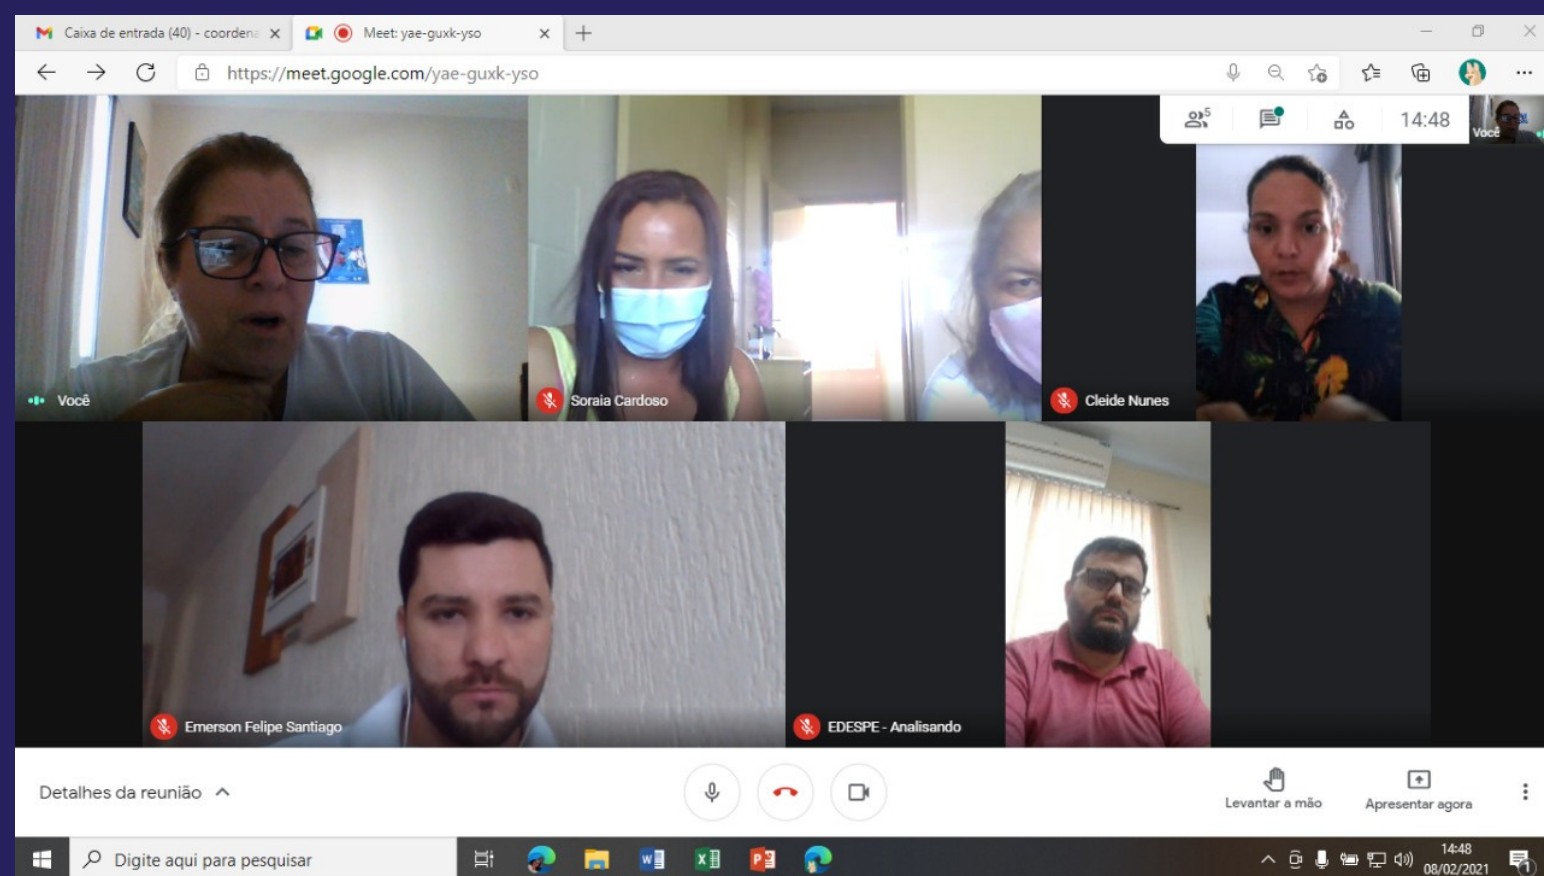 Caixa de entrada (40) - coordena
Meet: yae-guxk-yso
https://meet.google.com/yae-guxk-yso
5
14:48
Você
Você
Soraia Cardoso
Cleide Nunes
Emerson Felipe Santiago
EDESPE - Analisando
Detalhes da reunião
Levantar a mão
Apresentar agora
Digite aqui para pesquisar
14:48
08/02/2021
1